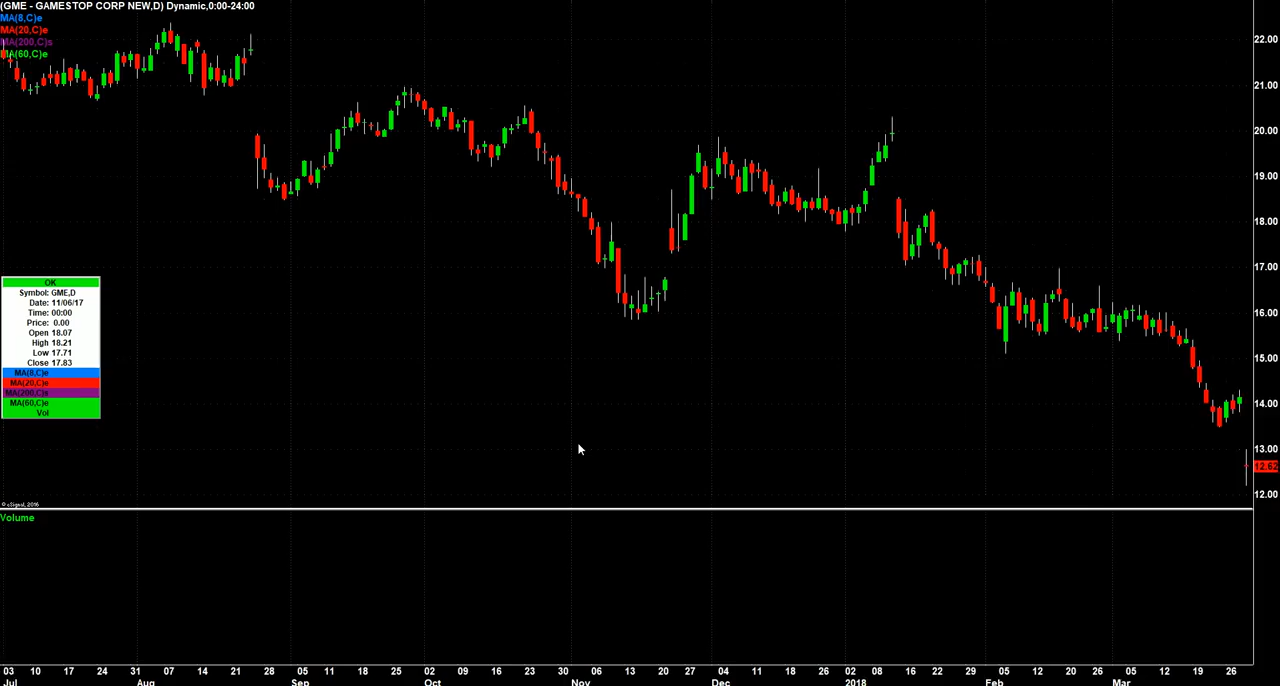 (GME - GAMESTOP CORP NEW,D) Dynamic,0:00-24:00
MA(8,C)e
MA(20,C)e
MA(200,C)s
MA(60,C)e
22.00
21.00
20.00
19.00
18.00
17.00
16.00
15.00
14.00
13.00
12.62
12.00
OK
Symbol: GME,D
Date: 11/06/17
Time: 00:00
Price: 0.00
Open 18.07
High 18.21
Low 17.71
Close 17.83
MA(8,C)e
MA(20,C)e
MA(200,C)s
MA(60,C)e
Vol
© eSignal, 2016
Volume
03 10 17 24 31 07 14 21 28 05 11 18 25 02 09 16 23 30 06 13 20 27 04 11 18 26 02 08 16 22 29 05 12 20 26 05 12 19 26
Jul Aug Sep Oct Nov Dec 2018 Feb Mar